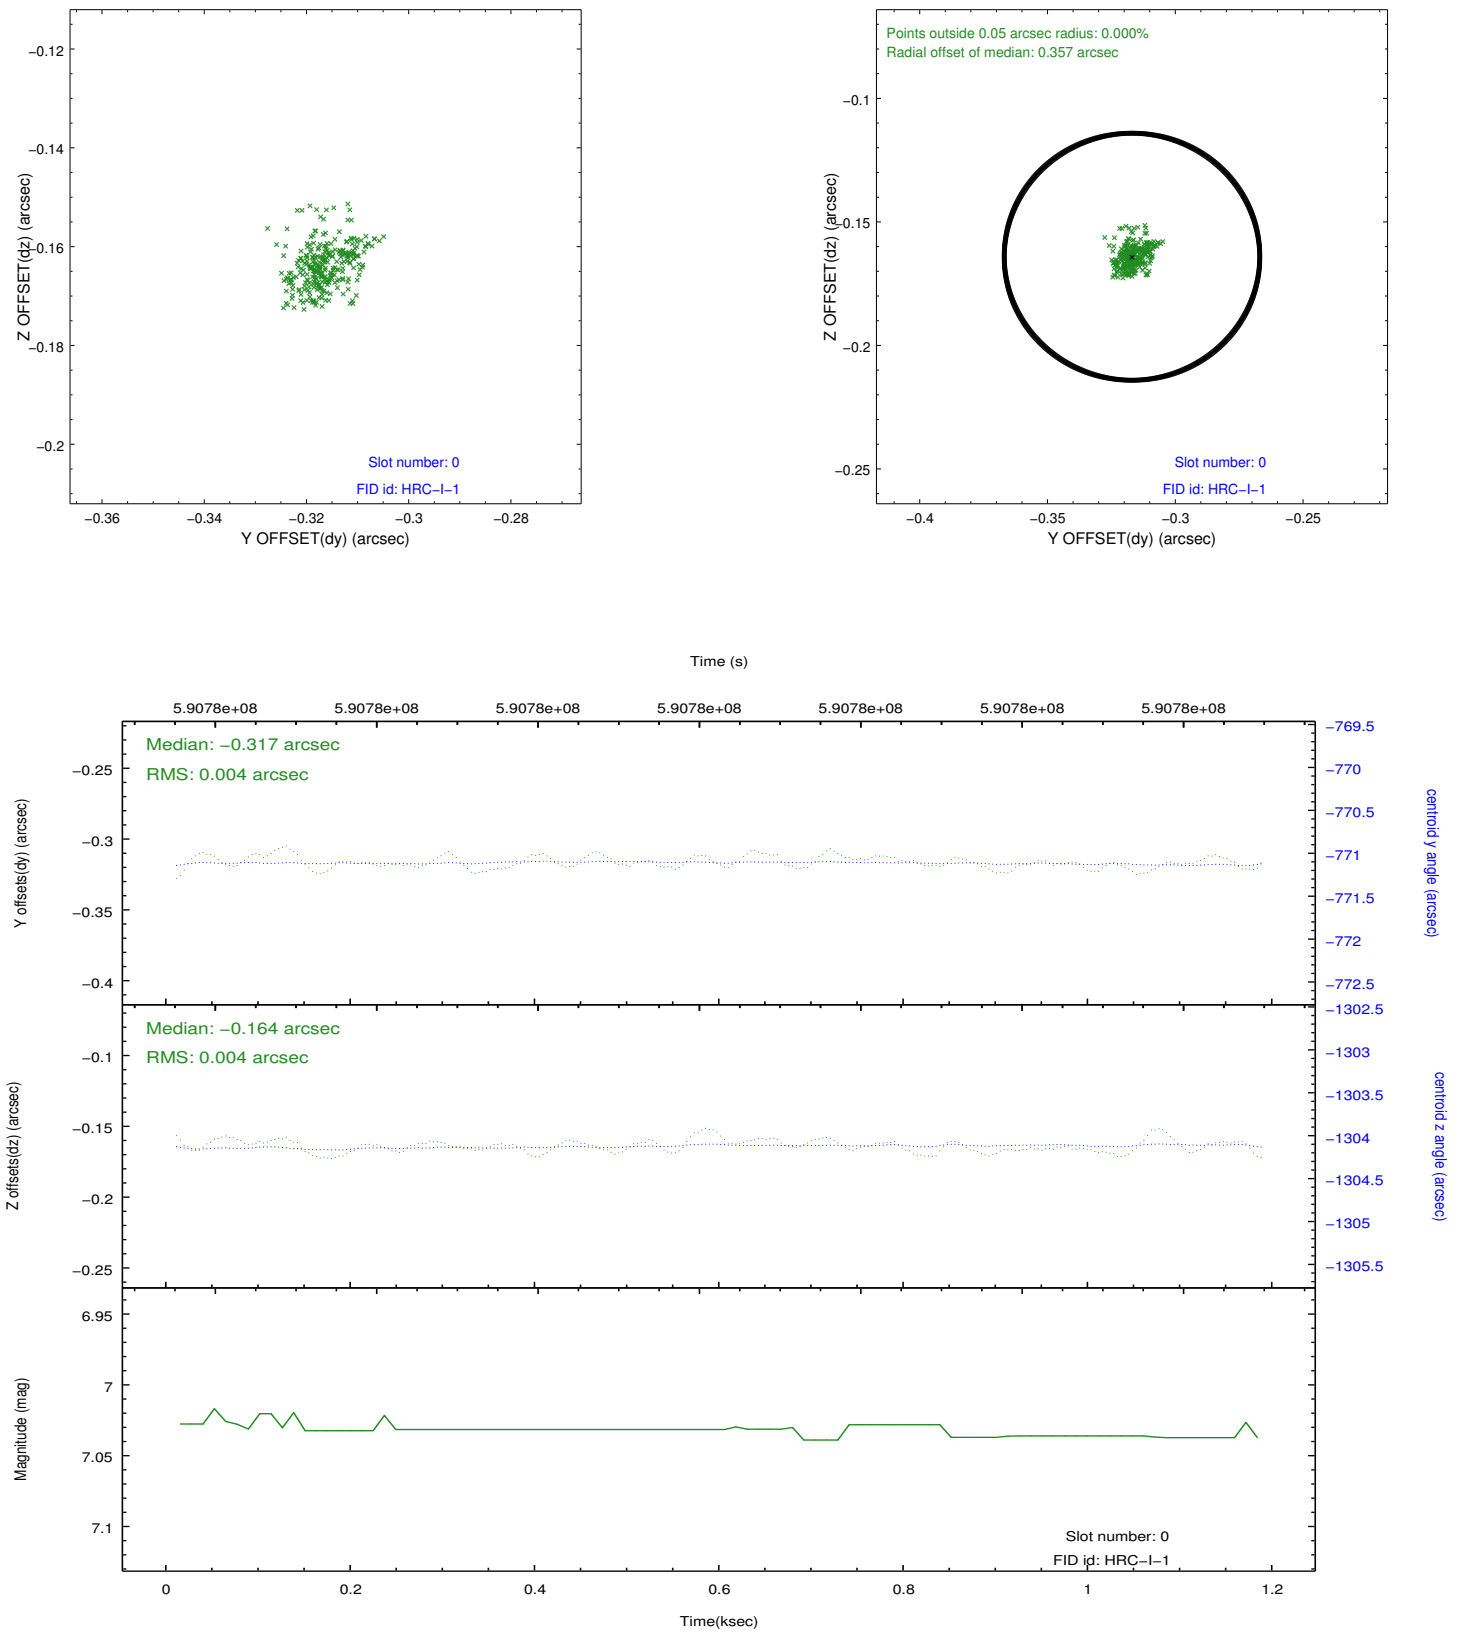 −0.12
−0.14
−0.16
−0.18
−0.2
Z OFFSET(dz) (arcsec)
Slot number: 0
FID id: HRC−I−1
−0.36
−0.34
−0.32
−0.3
−0.28
Y OFFSET(dy) (arcsec)
Points outside 0.05 arcsec radius: 0.000%
Radial offset of median: 0.357 arcsec
−0.1
−0.15
−0.2
−0.25
Z OFFSET(dz) (arcsec)
Slot number: 0
FID id: HRC−I−1
−0.4
−0.35
−0.3
−0.25
Y OFFSET(dy) (arcsec)
Time (s)
5.9078e+08
5.9078e+08
5.9078e+08
5.9078e+08
5.9078e+08
5.9078e+08
5.9078e+08
Median: −0.317 arcsec
RMS: 0.004 arcsec
−0.25
−0.3
−0.35
−0.4
Y offsets(dy) (arcsec)
−769.5
−770
−770.5
−771
−771.5
−772
−772.5
centroid y angle (arcsec)
Median: −0.164 arcsec
RMS: 0.004 arcsec
−0.1
−0.15
−0.2
−0.25
Z offsets(dz) (arcsec)
−1302.5
−1303
−1303.5
−1304
−1304.5
−1305
−1305.5
centroid z angle (arcsec)
6.95
7
7.05
7.1
Magnitude (mag)
Slot number: 0
FID id: HRC−I−1
0
0.2
0.4
0.6
0.8
1
1.2
Time(ksec)